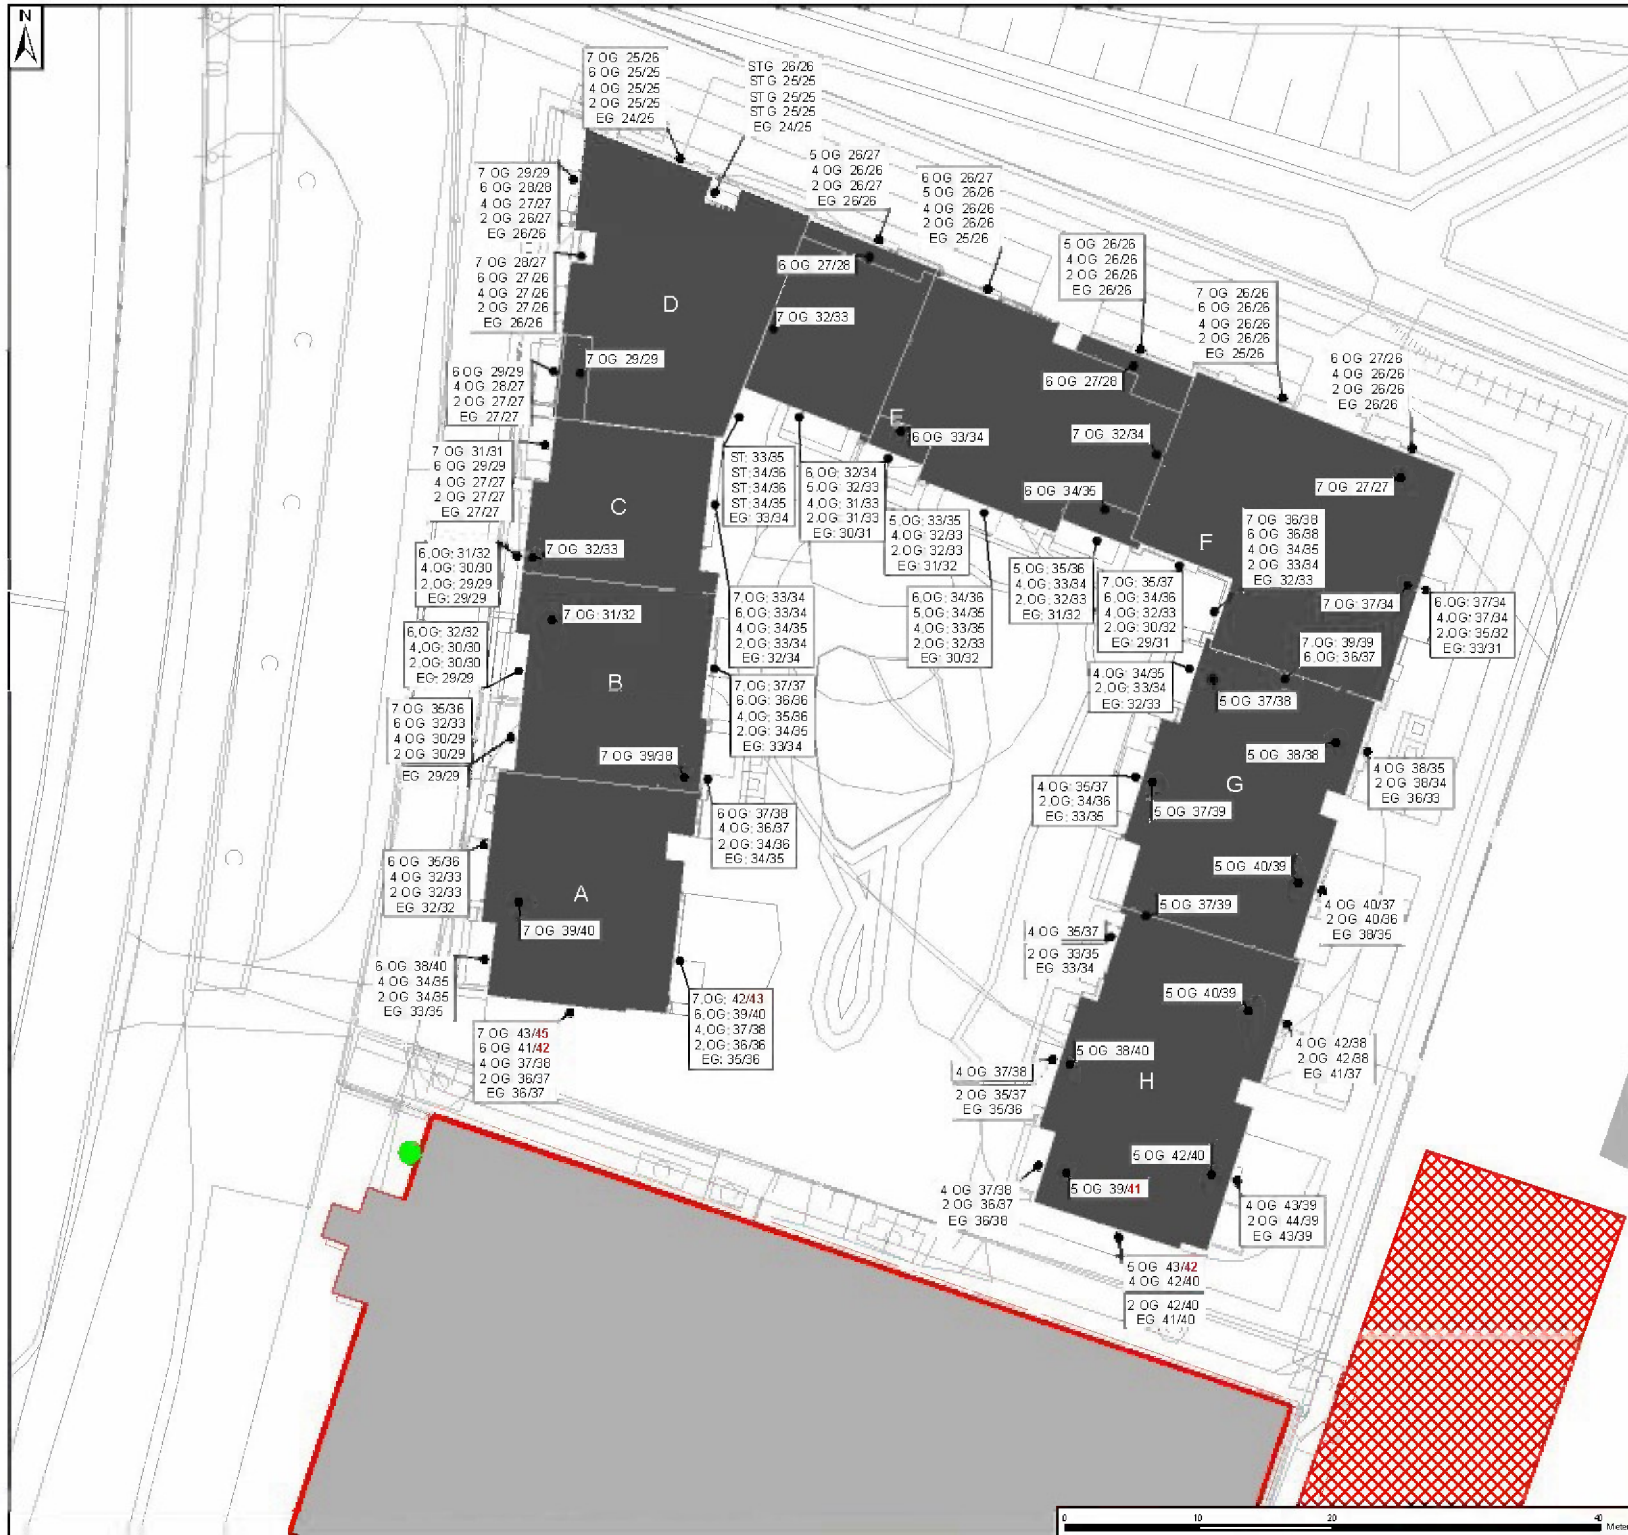 N
7 OG 25/26
6 OG 25/25
4 OG 25/25
2 OG 25/25
EG 24/25
STG 26/26
STG 25/25
STG 25/25
STG 25/25
EG 24/25
5 OG 26/27
4 OG 26/26
2 OG 26/27
EG 26/26
6 OG 26/27
5 OG 26/26
4 OG 26/26
2 OG 26/26
EG 25/26
5 OG 26/26
4 OG 26/26
2 OG 26/26
EG 26/26
7 OG 26/26
6 OG 26/26
4 OG 26/26
2 OG 26/26
EG 25/26
6 OG 27/26
4 OG 26/26
2 OG 26/26
EG 26/26
7 OG 29/29
6 OG 28/28
4 OG 27/27
2 OG 26/27
EG 26/26
7 OG 28/27
6 OG 27/26
4 OG 27/26
2 OG 27/26
EG 26/26
6 OG 27/28
D
7 OG 32/33
7 OG 29/29
6 OG 29/29
4 OG 28/27
2 OG 27/27
EG 27/27
6 OG 27/28
E
6 OG 33/34
7 OG 32/34
7 OG 27/27
6 OG 34/35
7 OG 31/31
6 OG 29/29
4 OG 27/27
2 OG 27/27
EG 27/27
ST: 33/35
ST: 34/36
ST: 34/36
ST: 34/35
EG: 33/34
6.OG: 32/34
5.OG: 32/33
4.OG: 31/33
2.OG: 31/33
EG: 30/31
5.OG: 33/35
4.OG: 32/33
2.OG: 32/33
EG: 31/32
C
F
7 OG 36/38
6 OG 36/38
4 OG 34/35
2 OG 33/34
EG 32/33
6.OG: 31/32
4.OG: 30/30
2.OG: 29/29
EG: 29/29
7 OG 32/33
7 OG: 31/32
7.OG: 33/34
6.OG: 33/34
4.OG: 34/35
2.OG: 33/34
EG: 32/34
6.OG: 34/36
5.OG: 34/35
4.OG: 33/35
2.OG: 32/33
EG: 30/32
5.OG: 35/36
4.OG: 33/34
2.OG: 32/33
EG: 31/32
7.OG: 35/37
6.OG: 34/36
4.OG: 32/33
2.OG: 30/32
EG: 29/31
7 OG: 37/34
6.OG: 37/34
4.OG: 37/34
2.OG: 35/32
EG: 33/31
7.OG: 39/39
6.OG: 36/37
6.OG: 32/32
4.OG: 30/30
2.OG: 30/30
EG: 29/29
B
7.OG: 37/37
6.OG: 36/36
4.OG: 35/36
2.OG: 34/35
EG: 33/34
4.OG: 34/35
2.OG: 33/34
EG: 32/33
5 OG 37/38
7 OG 35/36
6 OG 32/33
4 OG 30/29
2 OG 30/29
EG 29/29
7 OG 39/38
5 OG 38/38
4 OG 38/35
2 OG 38/34
EG 36/33
G
4 OG: 35/37
2.OG: 34/36
EG: 33/35
5 OG 37/39
6 OG: 37/38
4 OG: 36/37
2.OG: 34/36
EG: 34/35
6 OG 35/36
4 OG 32/33
2 OG 32/33
EG 32/32
A
7 OG 39/40
5 OG 40/39
5 OG 37/39
4 OG 40/37
2 OG 40/36
EG 38/35
4 OG 35/37
2 OG 33/35
EG 33/34
6 OG 38/40
4 OG 34/35
2 OG 34/35
EG 33/35
7.OG: 42/43
6.OG: 39/40
4.OG: 37/38
2.OG: 36/36
EG: 35/36
5 OG 40/39
7 OG 43/45
6 OG 41/42
4 OG 37/38
2 OG 36/37
EG 36/37
5 OG 38/40
4 OG 37/38
2 OG 35/37
EG 35/36
H
4 OG 42/38
2 OG 42/38
EG 41/37
5 OG 42/40
5 OG 39/41
4 OG 37/38
2 OG 36/37
EG 36/38
4 OG 43/39
2 OG 44/39
EG 43/39
5 OG 43/42
4 OG 42/40
2 OG 42/40
EG 41/40
0 10 20 40